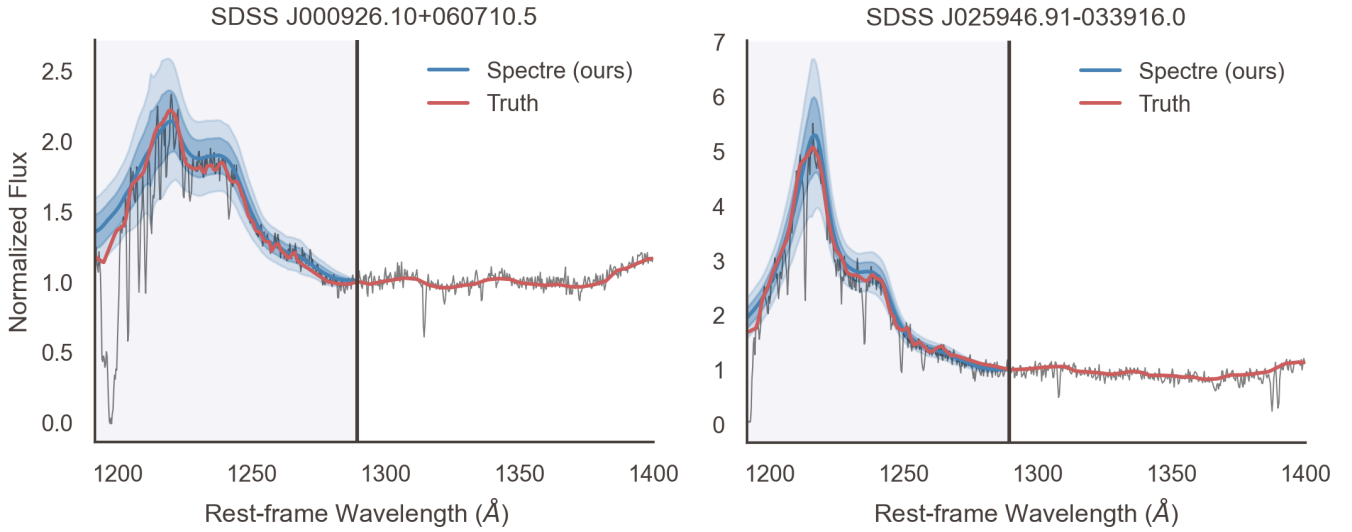 SDSS J000926.10+060710.5
2.5
2.0
1.5
1.0
0.5
0.0
Normalized Flux
Spectre (ours)
Truth
1200 1250 1300 1350 1400
Rest-frame Wavelength (Å)
SDSS J025946.91-033916.0
7
6
5
4
3
2
1
0
Spectre (ours)
Truth
1200 1250 1300 1350 1400
Rest-frame Wavelength (Å)